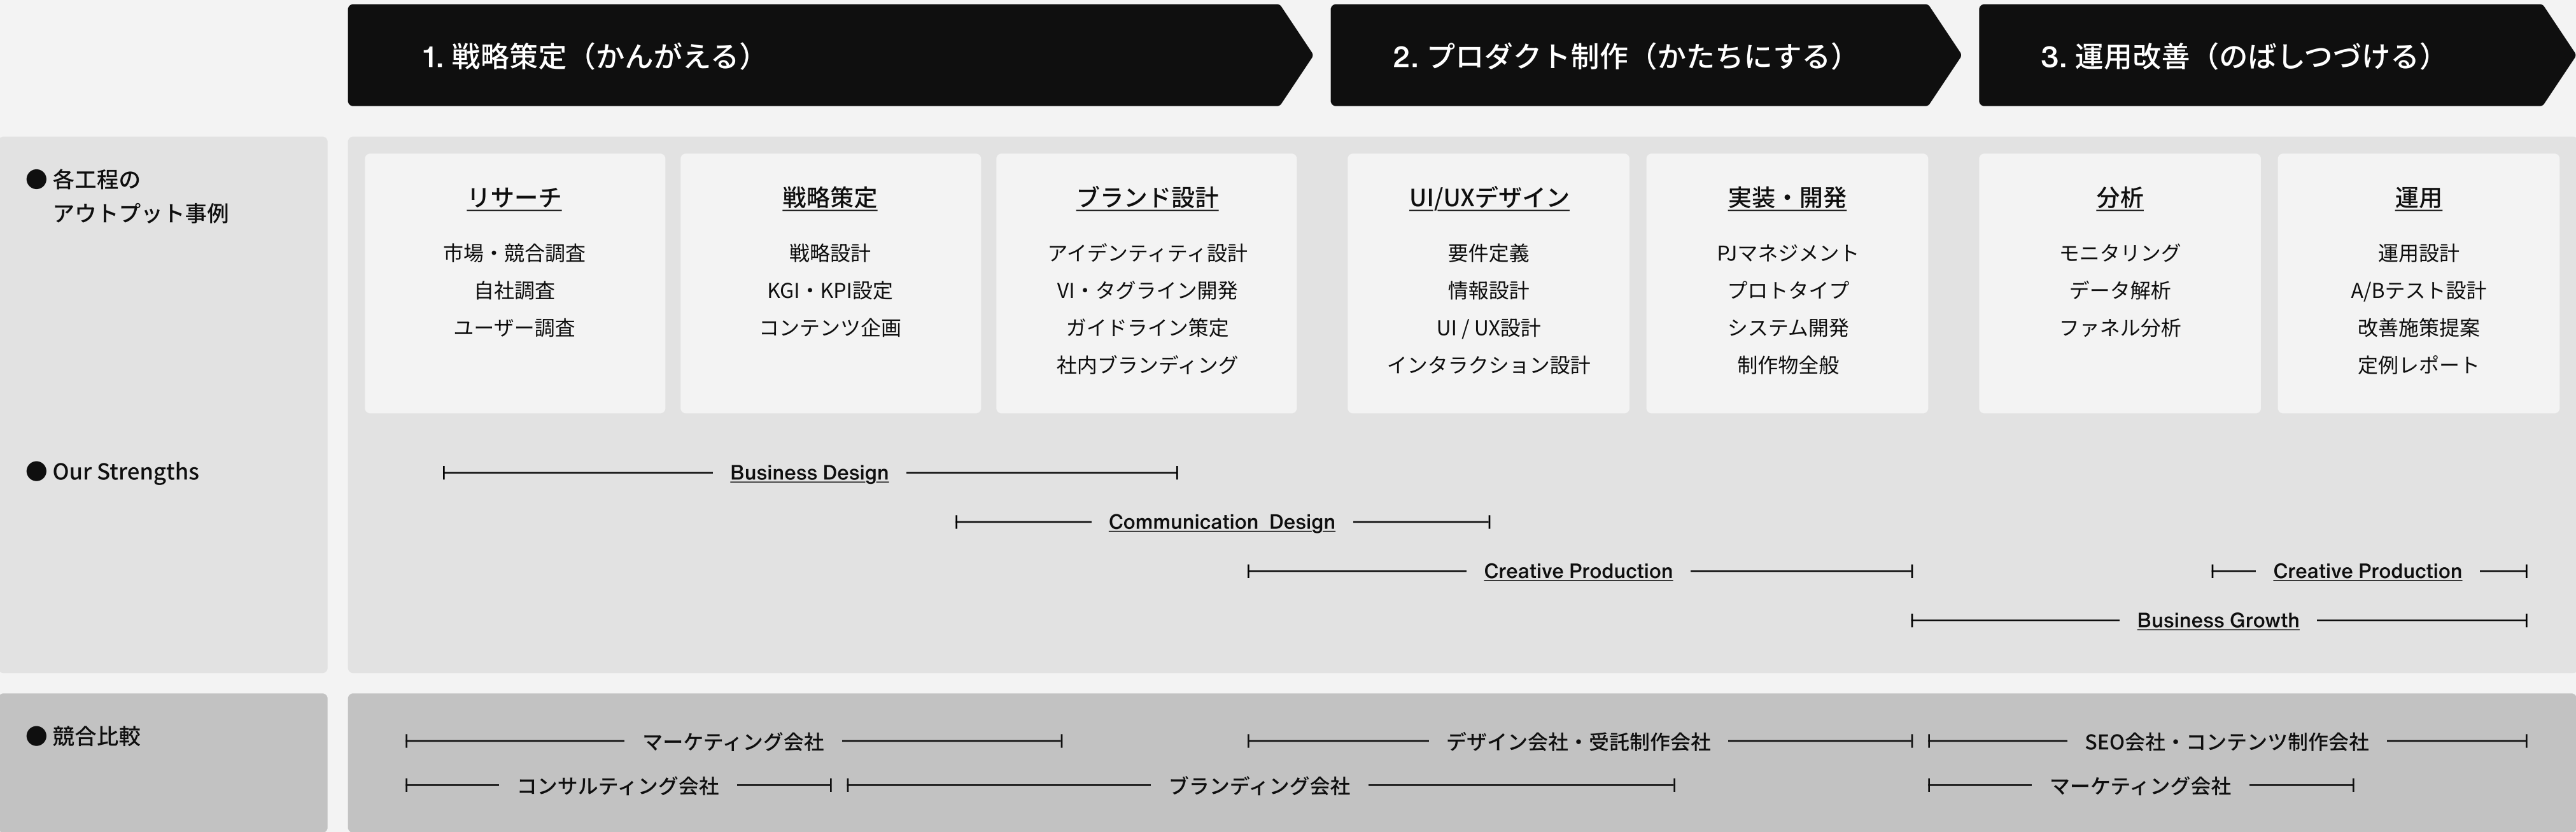 1. 戦略策定（かんがえる）
2. プロダクト制作（かたちにする）
3. 運用改善（のばしつづける）
● 各工程の
アウトプット事例
リサーチ
市場・競合調査
自社調査
ユーザー調査
戦略策定
戦略設計
KGI・KPI設定
コンテンツ企画
ブランド設計
アイデンティティ設計
VI・タグライン開発
ガイドライン策定
社内ブランディング
UI/UXデザイン
要件定義
情報設計
UI / UX設計
インタラクション設計
実装・開発
PJマネジメント
プロトタイプ
システム開発
制作物全般
分析
モニタリング
データ解析
ファネル分析
運用
運用設計
A/Bテスト設計
改善施策提案
定例レポート
● Our Strengths
Business Design
Communication Design
Creative Production
Creative Production
Business Growth
● 競合比較
マーケティング会社
デザイン会社・受託制作会社
SEO会社・コンテンツ制作会社
コンサルティング会社
ブランディング会社
マーケティング会社